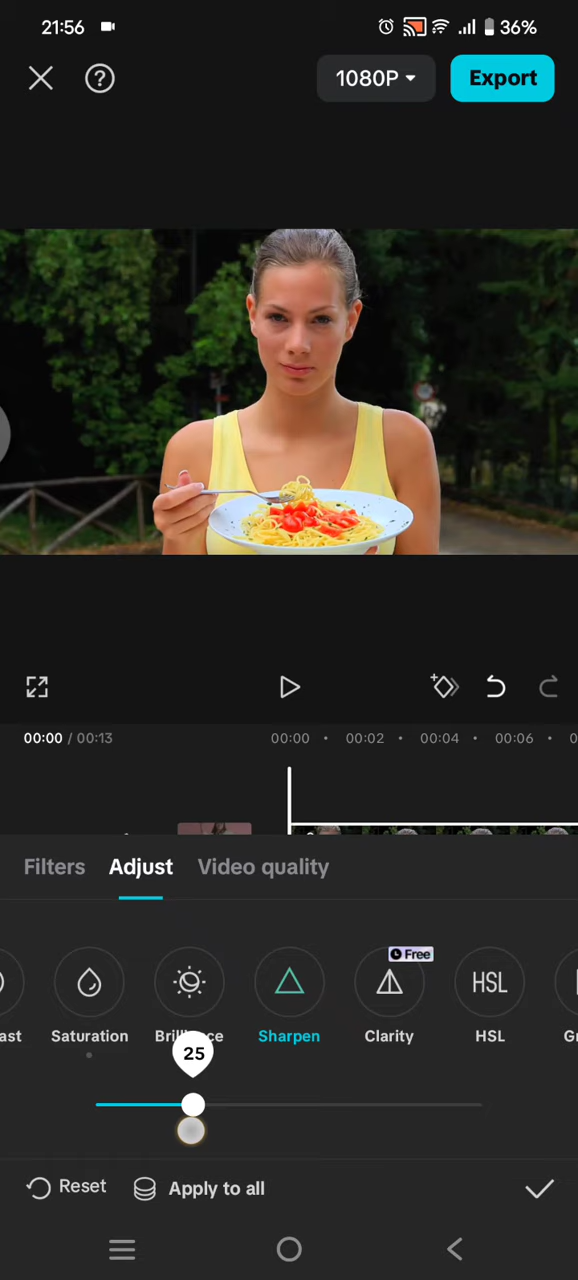 21:56 36%
1080P Export
00:00 / 00:13 00:00 00:02 00:04 00:06
Filters Adjust Video quality
Free
ast Saturation Sharpen Clarity HSL
HSL
25
Reset Apply to all